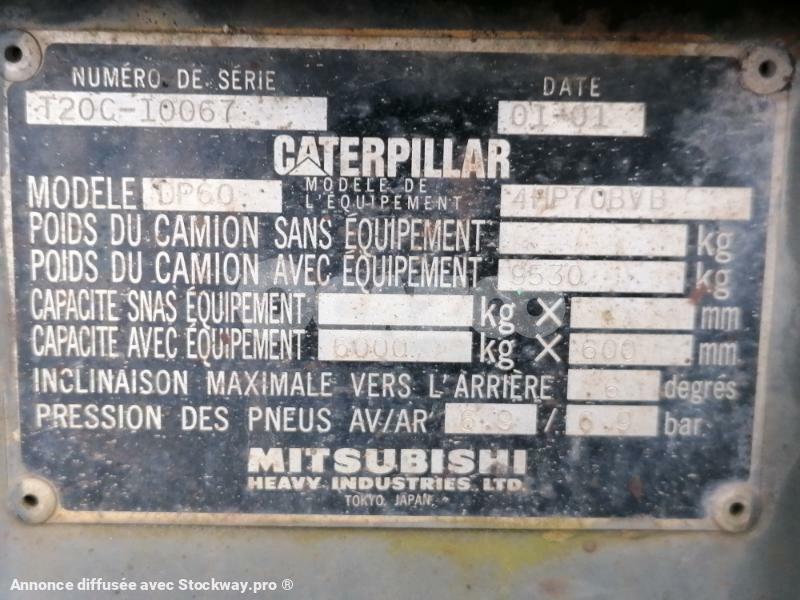 NUMÉRO DE SÉRIE DATE
T20C-10067 01-01
CATERPILLAR
MODELE DP60 MODELE DE L'ÉQUIPEMENT 4MP70BVB
POIDS DU CAMION SANS ÉQUIPEMENT kg
POIDS DU CAMION AVEC ÉQUIPEMENT 9530 kg
CAPACITE SNAS ÉQUIPEMENT kg × mm
CAPACITE AVEC ÉQUIPEMENT 6000 kg × 600 mm
INCLINAISON MAXIMALE VERS L'ARRIÈRE 6 degrés
PRESSION DES PNEUS AV/AR 6.9 / 6.9 bar.
MITSUBISHI
HEAVY INDUSTRIES, LTD.
TOKYO, JAPAN.
Annonce diffusée avec Stockway.pro ®